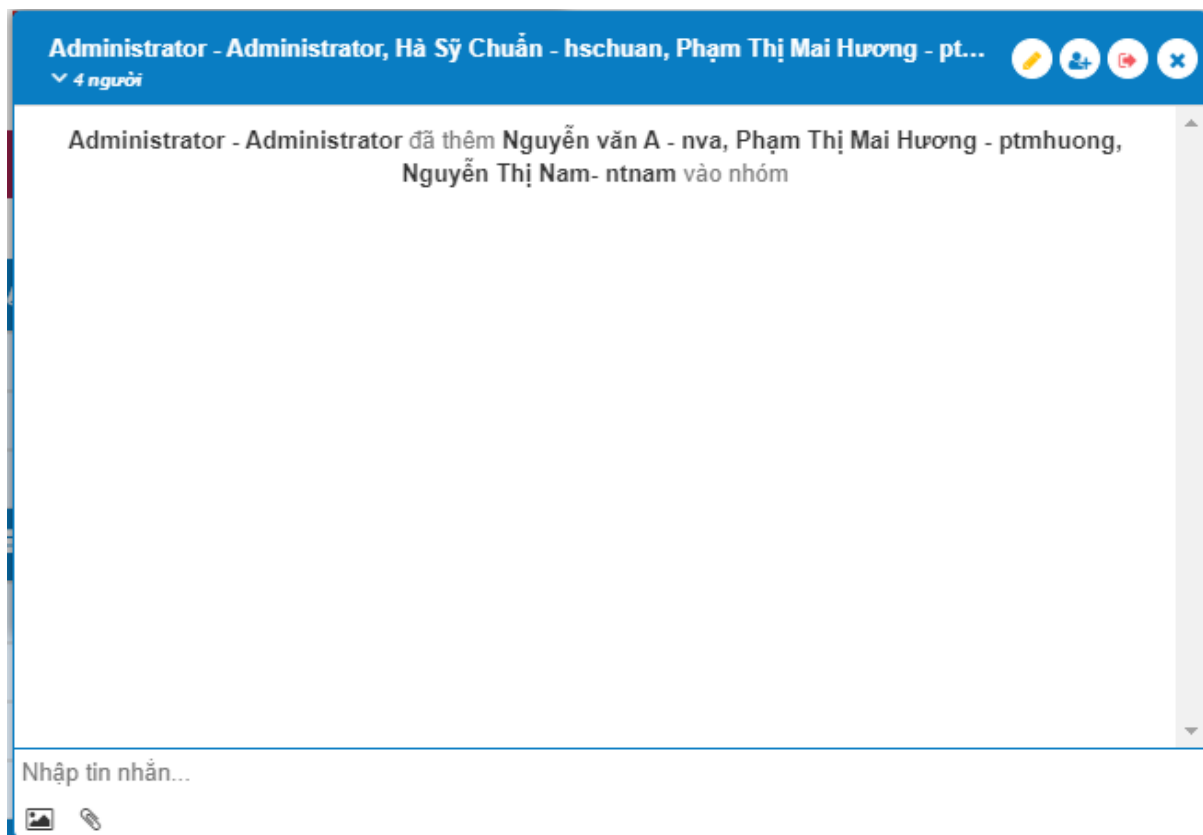 Administrator - Administrator, Hà Sỹ Chuẩn - hschuan, Phạm Thị Mai Hương - pt...
4 người
Administrator - Administrator đã thêm Nguyễn văn A - nva, Phạm Thị Mai Hương - ptmhuong,
Nguyễn Thị Nam- ntnam vào nhóm
Nhập tin nhắn...